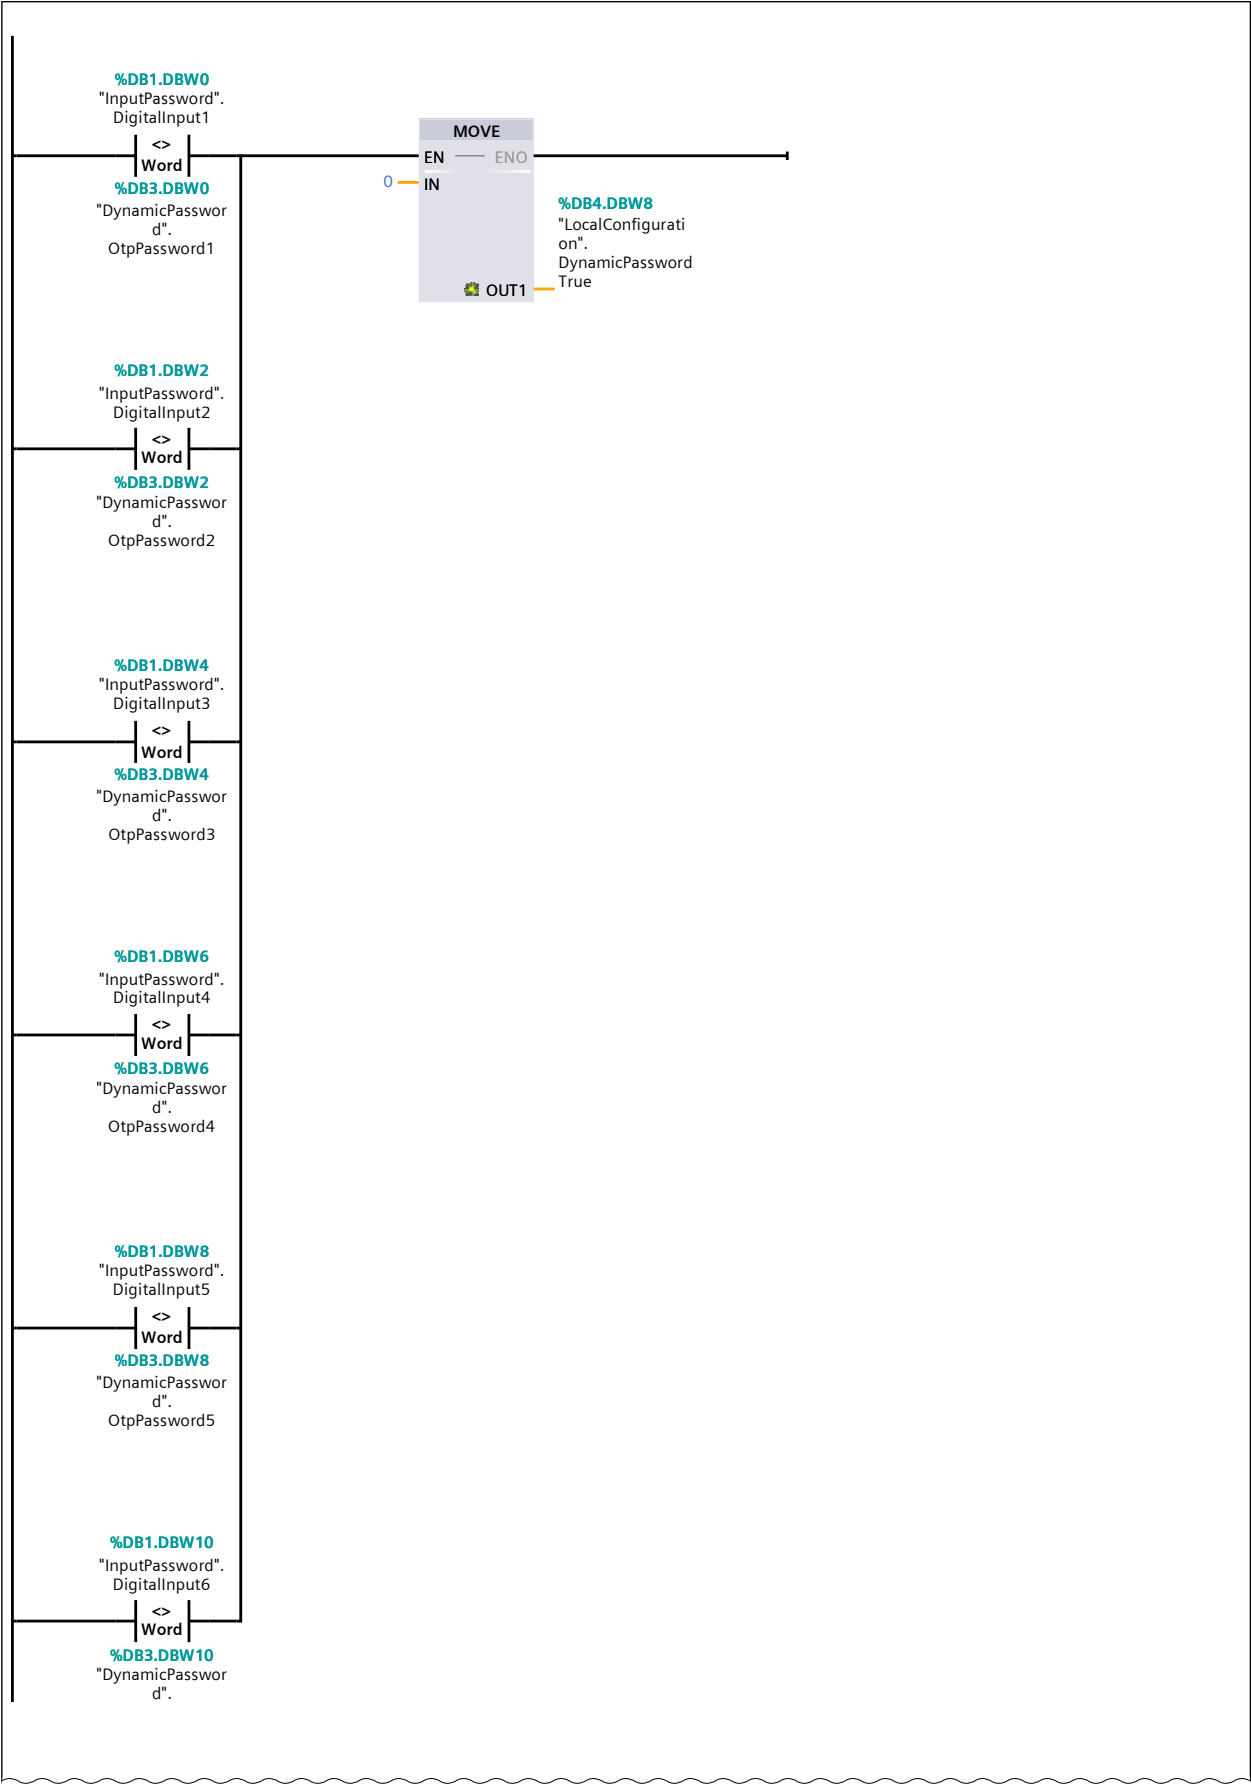 %DB1.DBW0
"InputPassword".
DigitalInput1
<>
Word
%DB3.DBW0
"DynamicPasswor
d".
OtpPassword1
MOVE
EN
ENO
0
IN
OUT1
%DB4.DBW8
"LocalConfigurati
on".
DynamicPassword
True
%DB1.DBW2
"InputPassword".
DigitalInput2
<>
Word
%DB3.DBW2
"DynamicPasswor
d".
OtpPassword2
%DB1.DBW4
"InputPassword".
DigitalInput3
<>
Word
%DB3.DBW4
"DynamicPasswor
d".
OtpPassword3
%DB1.DBW6
"InputPassword".
DigitalInput4
<>
Word
%DB3.DBW6
"DynamicPasswor
d".
OtpPassword4
%DB1.DBW8
"InputPassword".
DigitalInput5
<>
Word
%DB3.DBW8
"DynamicPasswor
d".
OtpPassword5
%DB1.DBW10
"InputPassword".
DigitalInput6
<>
Word
%DB3.DBW10
"DynamicPasswor
d".